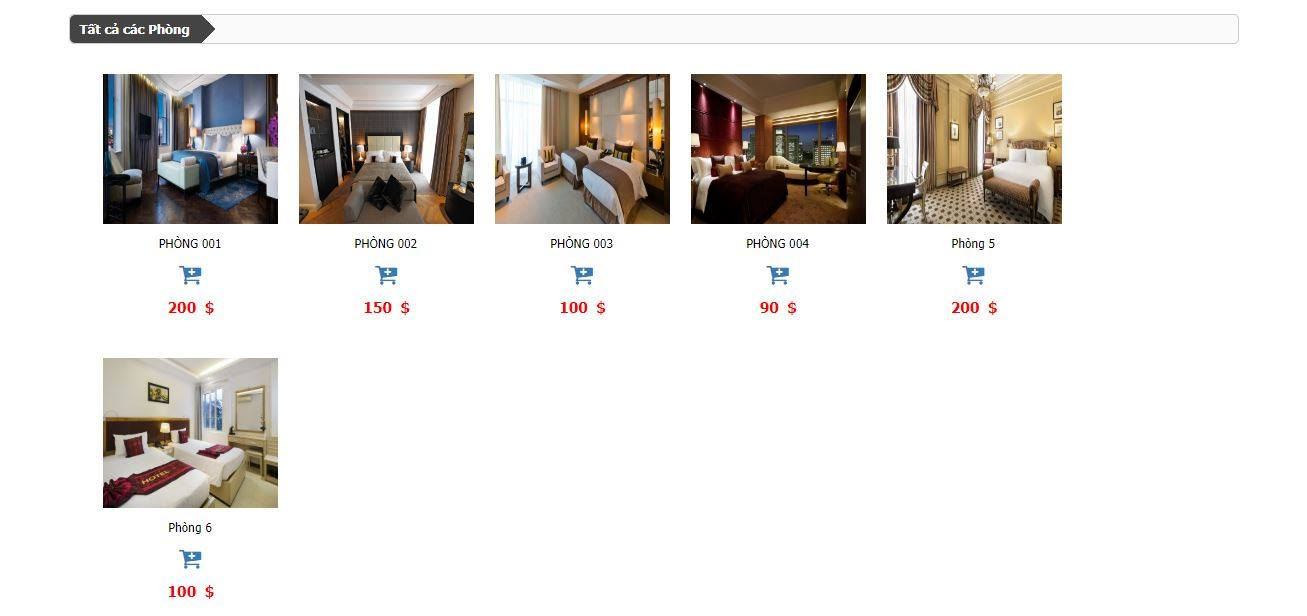 Tất cả các Phòng
PHÒNG 001
PHÒNG 002
PHÒNG 003
PHÒNG 004
Phòng 5
200 $
150 $
100 $
90 $
200 $
HOTEL
Phòng 6
100 $